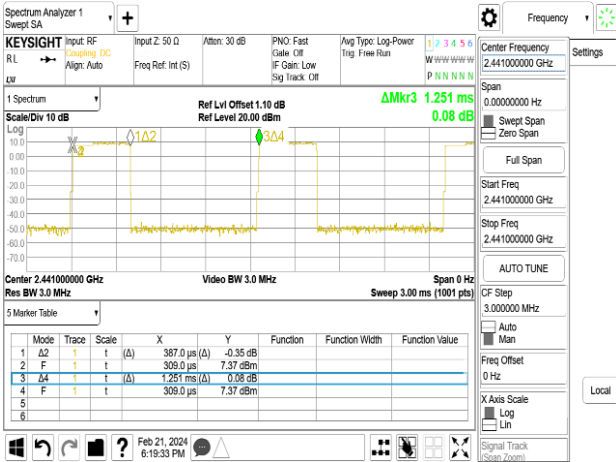 Spectrum Analyzer 1
Swept SA
+
Frequency
KEYSIGHT
RL
Input: RF
Coupling: DC
Align: Auto
Input Z: 50 Ω
Freq Ref: Int (S)
Atten: 30 dB
PNO: Fast
Gate: Off
IF Gain: Low
Sig Track: Off
Avg Type: Log-Power
Trig: Free Run
1 2 3 4 5 6
W W W W W W
P N N N N N
Center Frequency
2.441000000 GHz
Settings
1 Spectrum
Scale/Div 10 dB
Ref Lvl Offset 1.10 dB
Ref Level 20.00 dBm
ΔMkr3 1.251 ms
0.08 dB
Span
0.00000000 Hz
Swept Span
Zero Span
Log
10.0
0.00
-10.0
-20.0
-30.0
-40.0
-50.0
-60.0
-70.0
1Δ2
3Δ4
Full Span
Start Freq
2.441000000 GHz
Stop Freq
2.441000000 GHz
AUTO TUNE
Center 2.441000000 GHz
Res BW 3.0 MHz
Video BW 3.0 MHz
Span 0 Hz
Sweep 3.00 ms (1001 pts)
CF Step
3.000000 MHz
Auto
Man
5 Marker Table
Mode Trace Scale X Y Function Function Width Function Value
1 Δ2 1 t (Δ) 387.0 µs (Δ) -0.35 dB
2 F 1 t 309.0 µs 7.37 dBm
3 Δ4 1 t (Δ) 1.251 ms (Δ) 0.08 dB
4 F 1 t 309.0 µs 7.37 dBm
5
6
Freq Offset
0 Hz
X Axis Scale
Log
Lin
Local
Signal Track
(Span Zoom)
?
Feb 21, 2024
6:19:33 PM